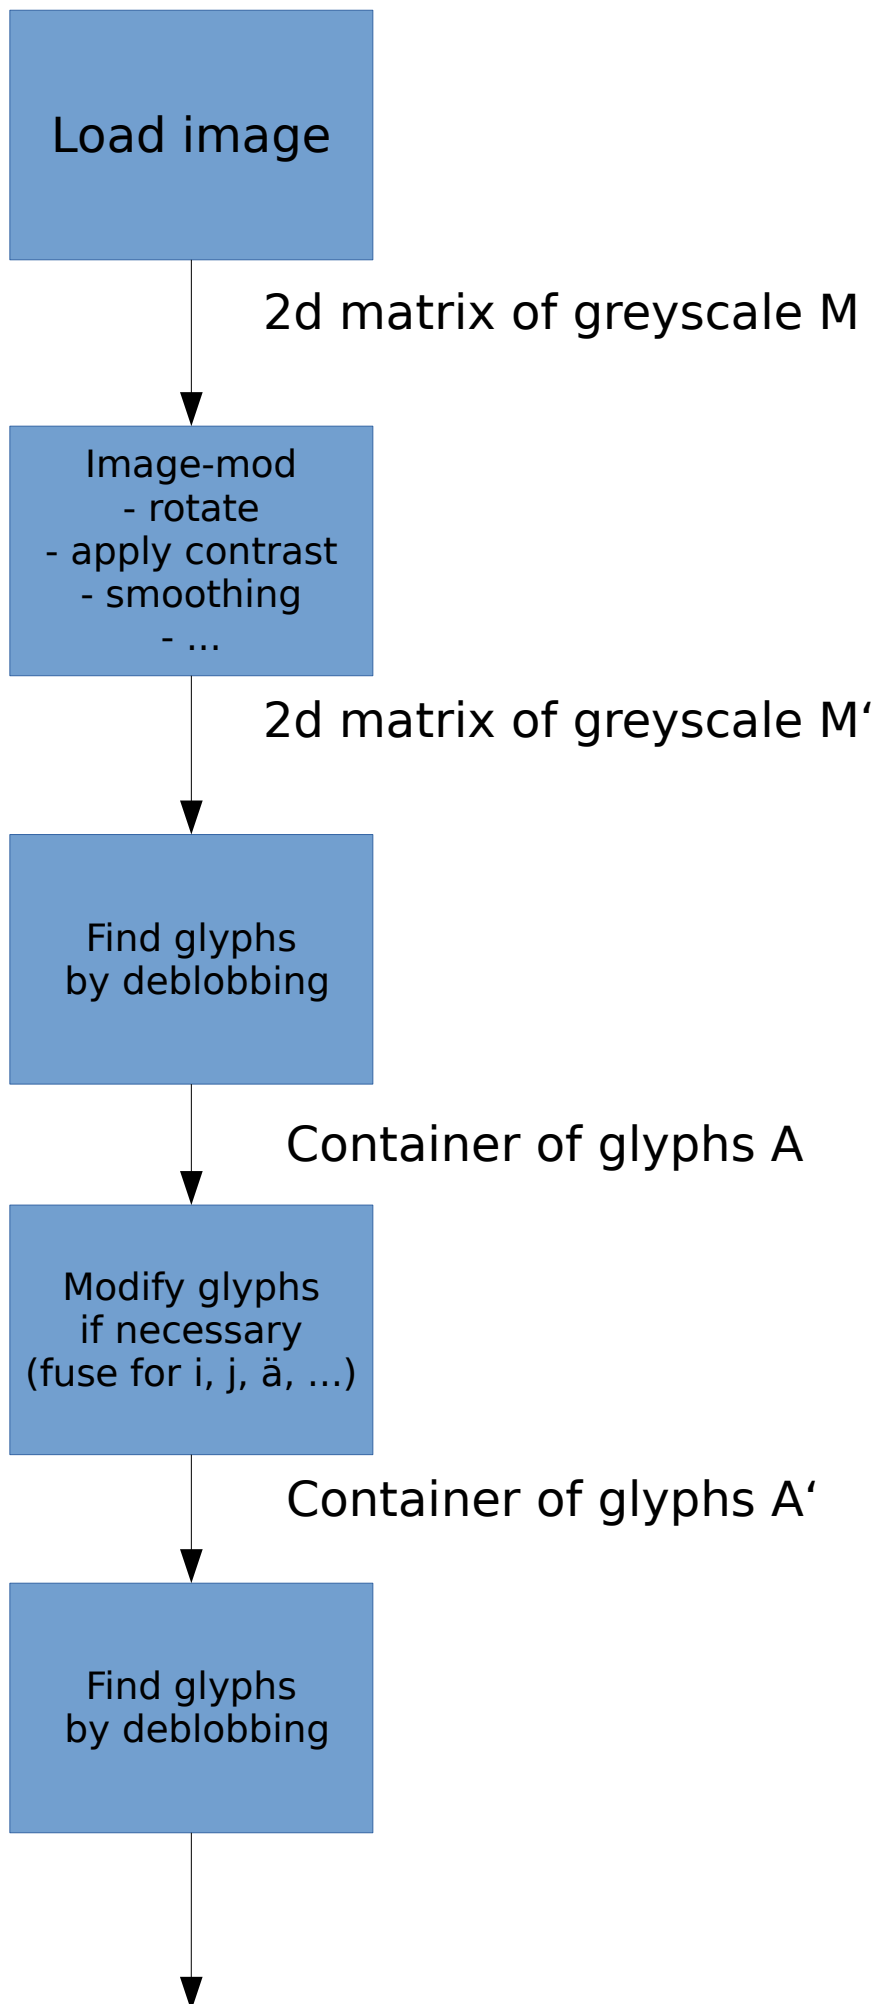 Load image
2d matrix of greyscale M
Image-mod
- rotate
- apply contrast
- smoothing
- ...
2d matrix of greyscale M‘
Find glyphs
by deblobbing
Container of glyphs A
Modify glyphs
if necessary
(fuse for i, j, ä, ...)
Container of glyphs A‘
Find glyphs
by deblobbing